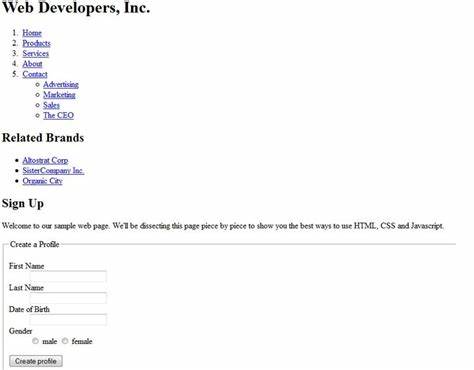 Web Developers, Inc.
1. Home
2. Products
3. Services
4. About
5. Contact
Advertising
Marketing
Sales
The CEO
Related Brands
Altostrat Corp
SisterCompany Inc.
Organic City
Sign Up
Welcome to our sample web page. We'll be dissecting this page piece by piece to show you the best ways to use HTML, CSS and Javascript.
Create a Profile
First Name
Last Name
Date of Birth
Gender
male female
Create profile